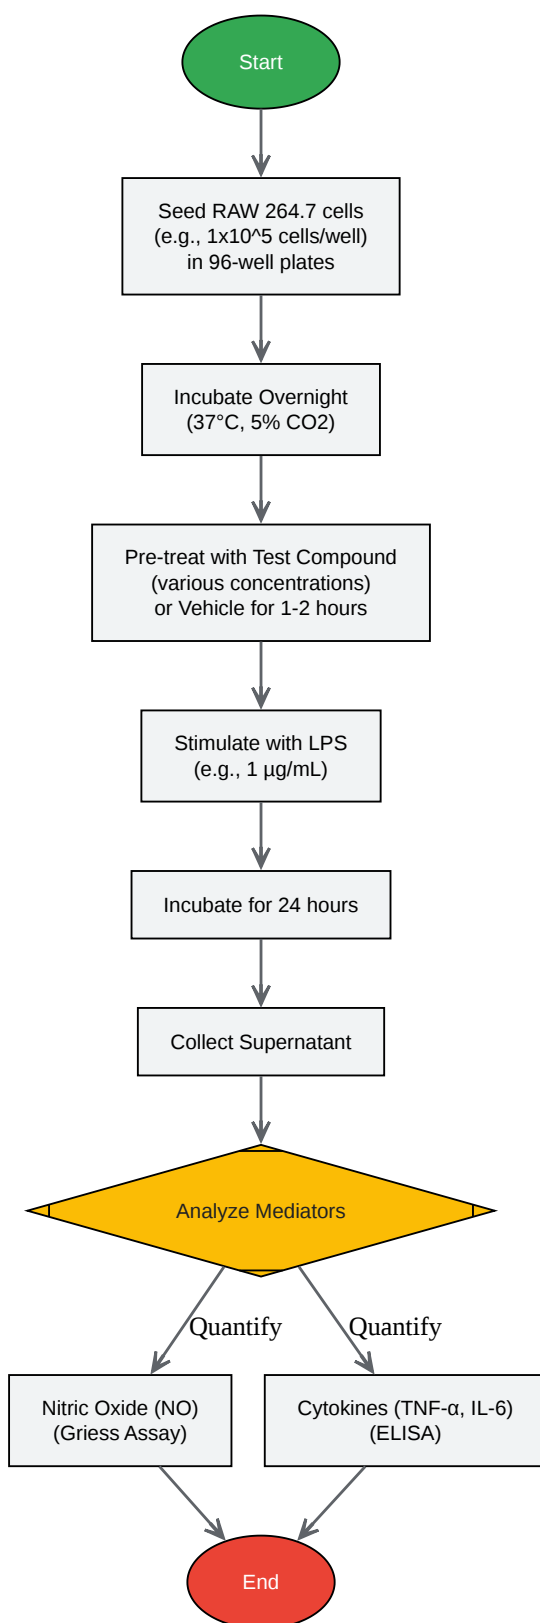 Start
Seed RAW 264.7 cells
(e.g., 1x10^5 cells/well)
in 96-well plates
Incubate Overnight
(37°C, 5% CO2)
Pre-treat with Test Compound
(various concentrations)
or Vehicle for 1-2 hours
Stimulate with LPS
(e.g., 1 µg/mL)
Incubate for 24 hours
Collect Supernatant
Analyze Mediators
Quantify
Quantify
Nitric Oxide (NO)
(Griess Assay)
Cytokines (TNF-α, IL-6)
(ELISA)
End